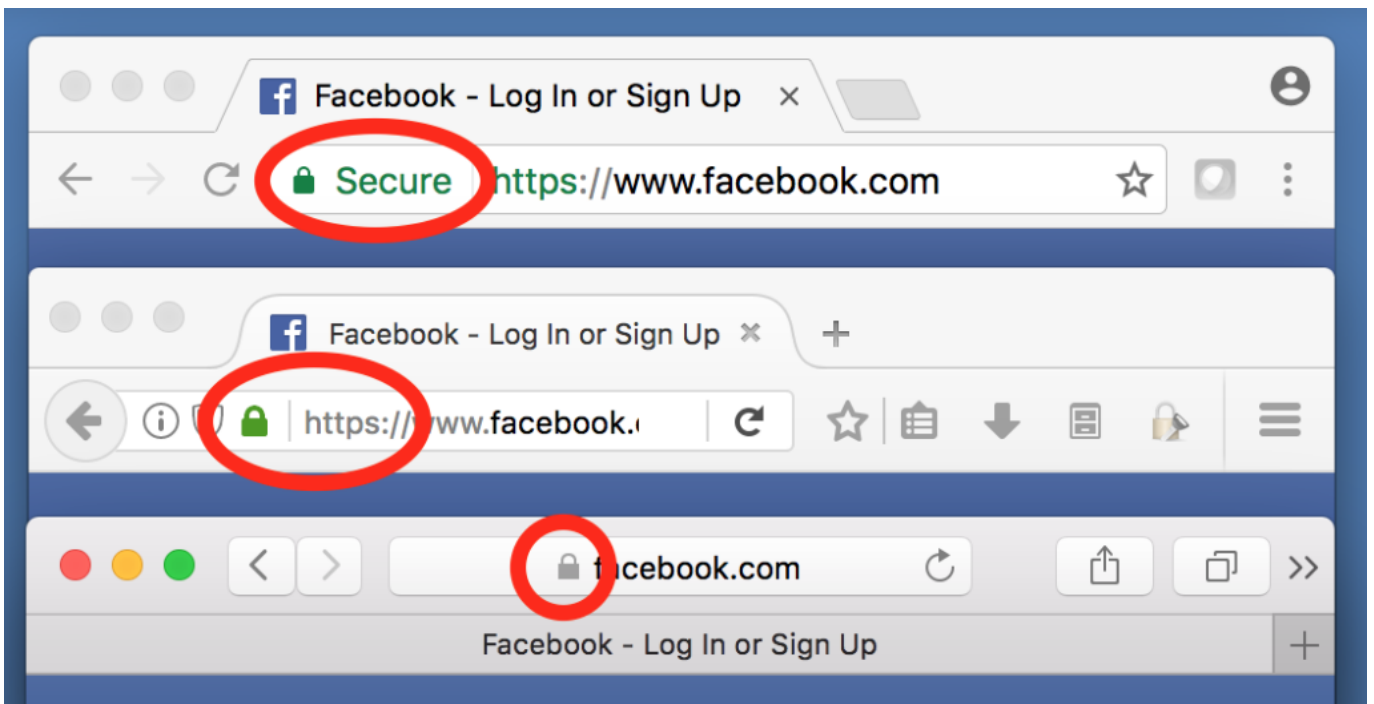 Facebook - Log In or Sign Up
Secure https://www.facebook.com
Facebook - Log In or Sign Up
https://www.facebook.
facebook.com
Facebook - Log In or Sign Up